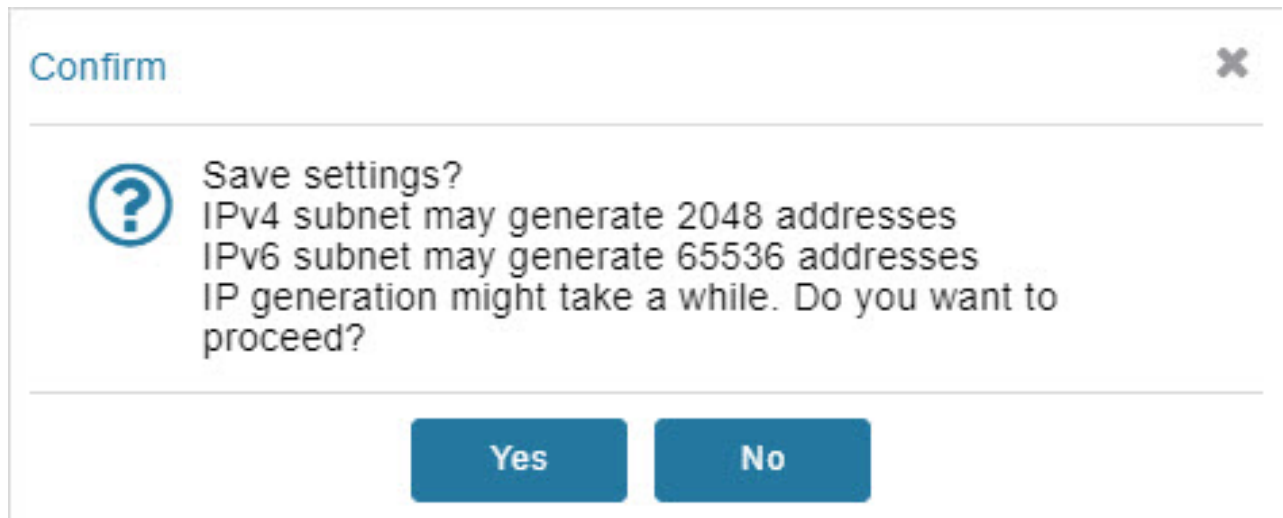 Confirm
Save settings?
IPv4 subnet may generate 2048 addresses
IPv6 subnet may generate 65536 addresses
IP generation might take a while. Do you want to
proceed?
Yes
No